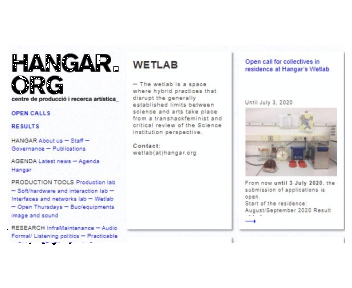 HANGAR.
ORG
centre de producció i recerca artística_
OPEN CALLS
RESULTS
HANGAR About us — Staff —
Governance — Publications
AGENDA Latest news — Agenda
Hangar
PRODUCTION TOOLS Production lab
— Soft/hardware and interaction lab —
Interfaces and networks lab — Wetlab
— Open Thursdays — Buc/equipments
image and sound
RESEARCH InfraMaintenance — Audio
Formal/ Listening politics — Practicable
WETLAB
— The wetlab is a space
where hybrid practices that
disrupt the generally
established limits between
science and arts take place
from a transhackfeminist and
critical review of the Science
Institution perspective.
Contact:
wetlab(at)hangar.org
Open call for collectives in
residence at Hangar's Wetlab
Until July 3, 2020
From now until 3 July 2020, the
submission of applications is
open.
Start of the residence:
August/September 2020 Result